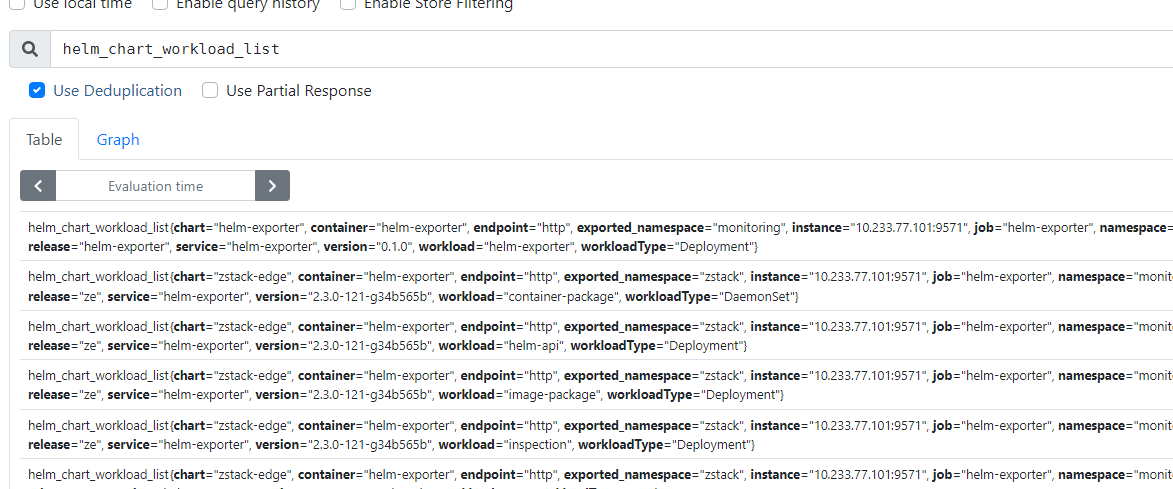 Use local time Enable query history Enable Store Filtering
helm_chart_workload_list
Use Deduplication Use Partial Response
Table Graph
Evaluation time
helm_chart_workload_list{chart="helm-exporter", container="helm-exporter", endpoint="http", exported_namespace="monitoring", instance="10.233.77.101:9571", job="helm-exporter", namespace=
release="helm-exporter", service="helm-exporter", version="0.1.0", workload="helm-exporter", workloadType="Deployment"}
helm_chart_workload_list{chart="zstack-edge", container="helm-exporter", endpoint="http", exported_namespace="zstack", instance="10.233.77.101:9571", job="helm-exporter", namespace="monit
release="ze", service="helm-exporter", version="2.3.0-121-g34b565b", workload="container-package", workloadType="DaemonSet"}
helm_chart_workload_list{chart="zstack-edge", container="helm-exporter", endpoint="http", exported_namespace="zstack", instance="10.233.77.101:9571", job="helm-exporter", namespace="monit
release="ze", service="helm-exporter", version="2.3.0-121-g34b565b", workload="helm-api", workloadType="Deployment"}
helm_chart_workload_list{chart="zstack-edge", container="helm-exporter", endpoint="http", exported_namespace="zstack", instance="10.233.77.101:9571", job="helm-exporter", namespace="monit
release="ze", service="helm-exporter", version="2.3.0-121-g34b565b", workload="image-package", workloadType="Deployment"}
helm_chart_workload_list{chart="zstack-edge", container="helm-exporter", endpoint="http", exported_namespace="zstack", instance="10.233.77.101:9571", job="helm-exporter", namespace="monit
release="ze", service="helm-exporter", version="2.3.0-121-g34b565b", workload="inspection", workloadType="Deployment"}
helm_chart_workload_list{chart="zstack-edge", container="helm-exporter", endpoint="http", exported_namespace="zstack", instance="10.233.77.101:9571", job="helm-exporter", namespace="monit